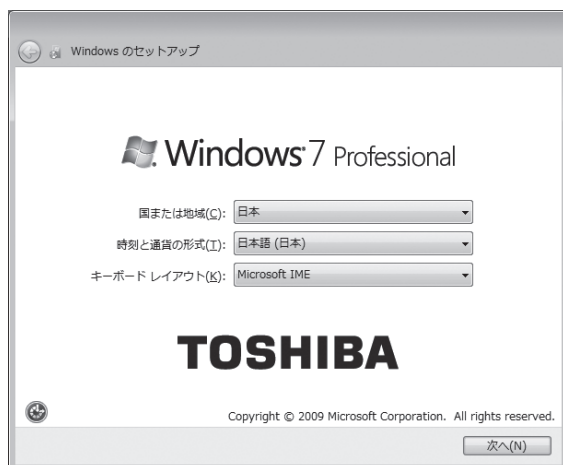 Windows のセットアップ
Windows 7 Professional
国または地域(C): 日本
時刻と通貨の形式(T): 日本語 (日本)
キーボード レイアウト(K): Microsoft IME
TOSHIBA
Copyright © 2009 Microsoft Corporation. All rights reserved.
次へ(N)